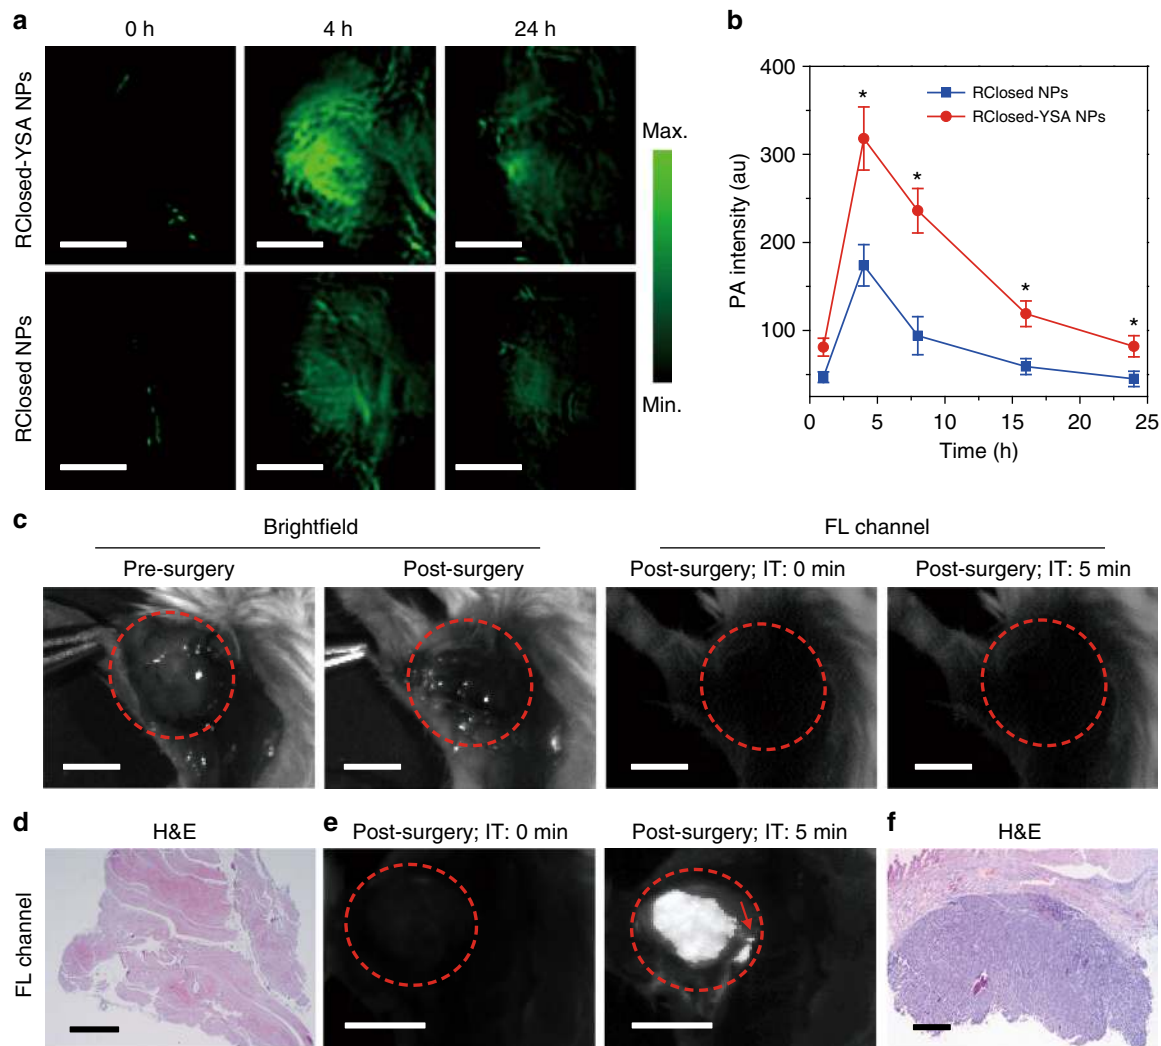 a
0 h
4 h
24 h
RClosed-YSA NPs
RClosed NPs
Max.
Min.
b
400
300
200
100
PA intensity (au)
RClosed NPs
RClosed-YSA NPs
*
*
*
*
0
5
10
15
20
25
Time (h)
c
Brightfield
FL channel
Pre-surgery
Post-surgery
Post-surgery; IT: 0 min
Post-surgery; IT: 5 min
d
H&E
FL channel
e
Post-surgery; IT: 0 min
Post-surgery; IT: 5 min
f
H&E